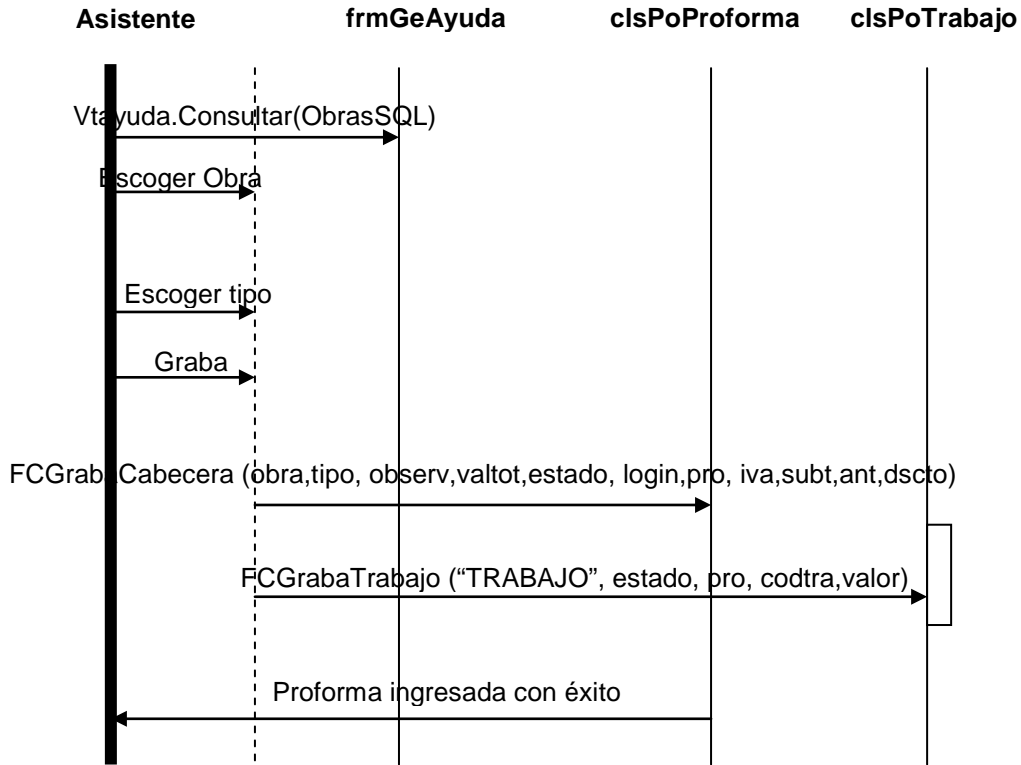 Asistente frmGeAyuda clsPoProforma clsPoTrabajo
Vtayuda.Consultar(ObrasSQL)
Escoger Obra
Escoger tipo
Graba
FCGrabaCabecera (obra,tipo, observ,valtot,estado, login,pro, iva,subt,ant,dscto)
FCGrabaTrabajo (“TRABAJO”, estado, pro, codtra,valor)
Proforma ingresada con éxito